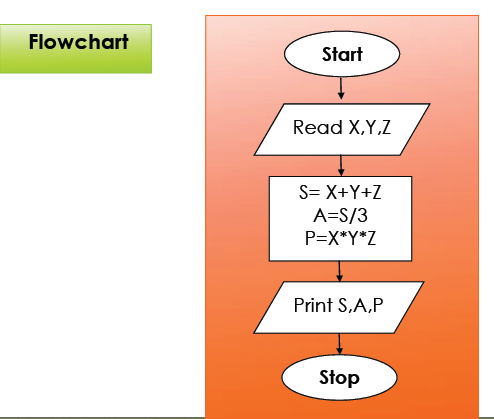 Flowchart
Start
Read X,Y,Z
S= X+Y+Z
A=S/3
P=X*Y*Z
Print S,A,P
Stop